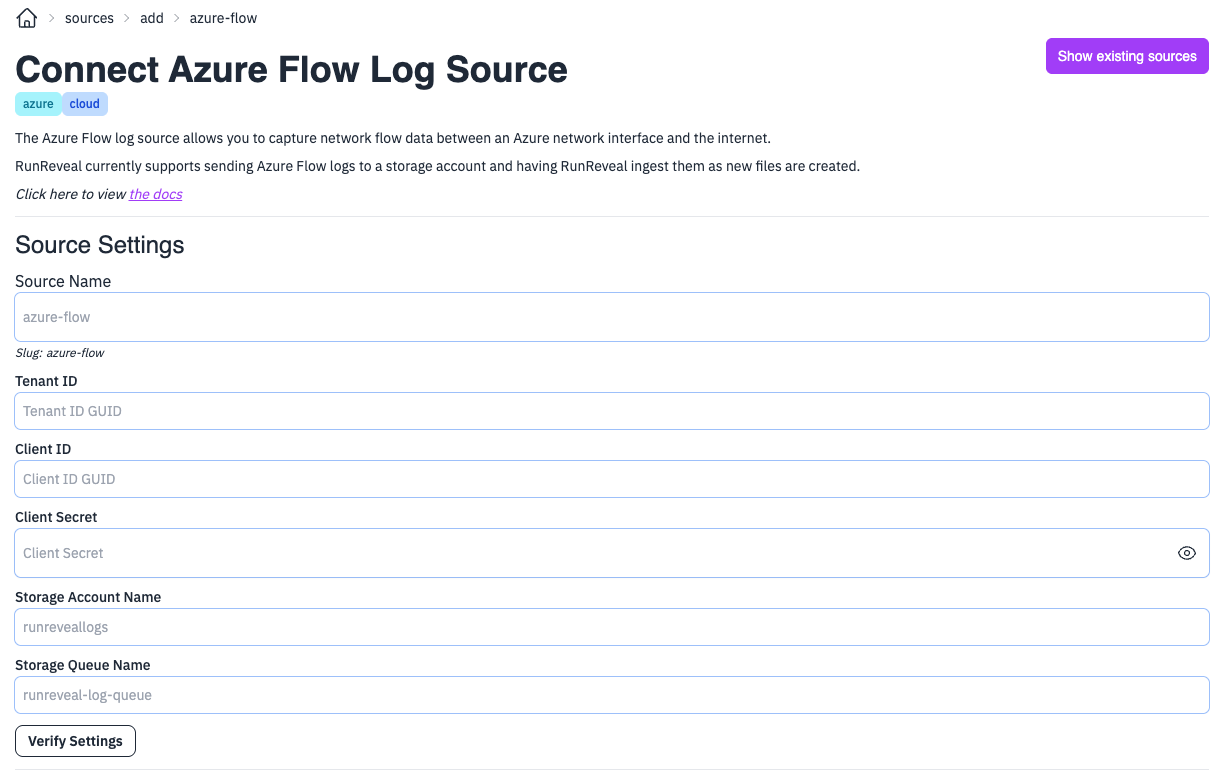 sources > add > azure-flow
Connect Azure Flow Log Source
Show existing sources
azure cloud
The Azure Flow log source allows you to capture network flow data between an Azure network interface and the internet.
RunReveal currently supports sending Azure Flow logs to a storage account and having RunReveal ingest them as new files are created.
Click here to view the docs
Source Settings
Source Name
azure-flow
Slug: azure-flow
Tenant ID
Tenant ID GUID
Client ID
Client ID GUID
Client Secret
Client Secret
Storage Account Name
runreveallogs
Storage Queue Name
runreveal-log-queue
Verify Settings